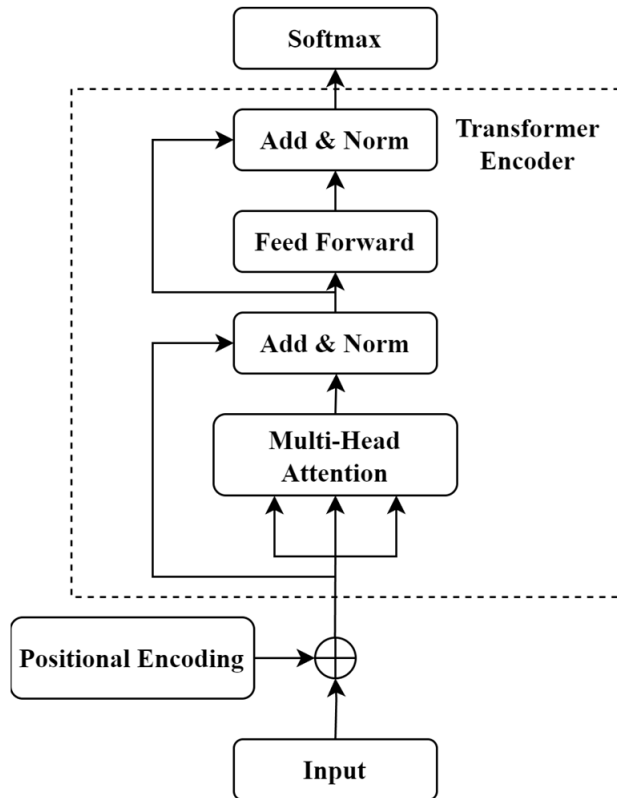 Softmax
Add & Norm
Transformer
Encoder
Feed Forward
Add & Norm
Multi-Head
Attention
Positional Encoding
Input